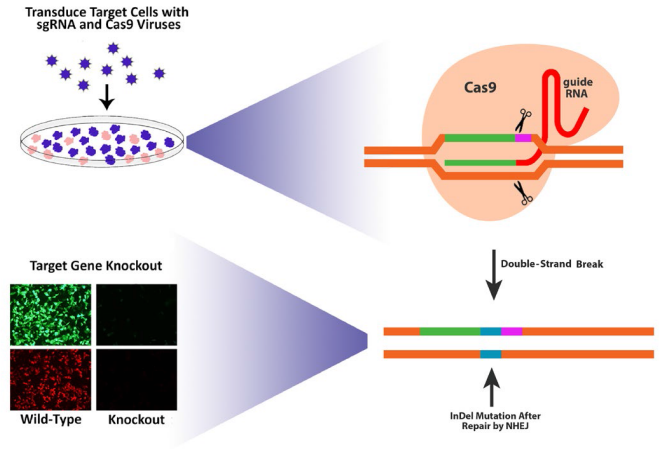 Transduce Target Cells with
sgRNA and Cas9 Viruses
Cas9
guide
RNA
Double-Strand Break
Target Gene Knockout
Wild-Type
Knockout
InDel Mutation After
Repair by NHEJ